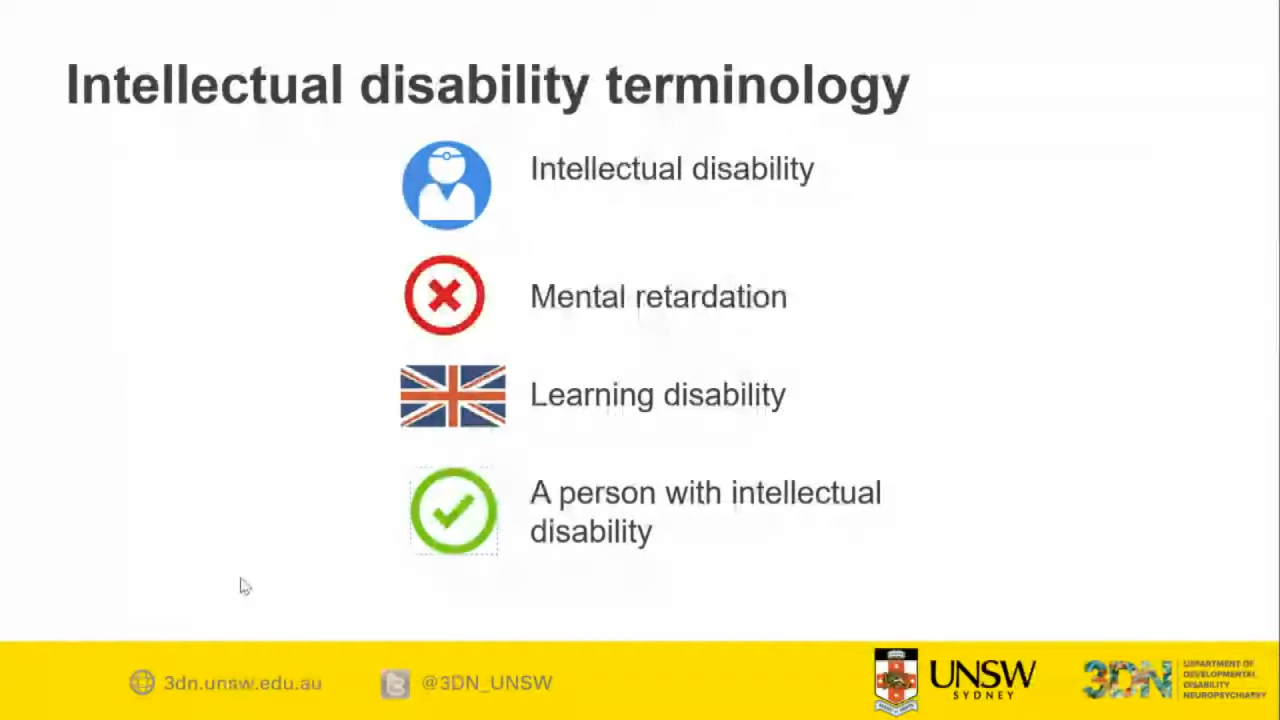 Intellectual disability terminology
Intellectual disability
Mental retardation
Learning disability
A person with intellectual
disability
3dn.unsw.edu.au
@3DN_UNSW
UNSW
SYDNEY
3DN
DEPARTMENT OF
DEVELOPMENTAL
DISABILITY
NEUROPSYCHIATRY